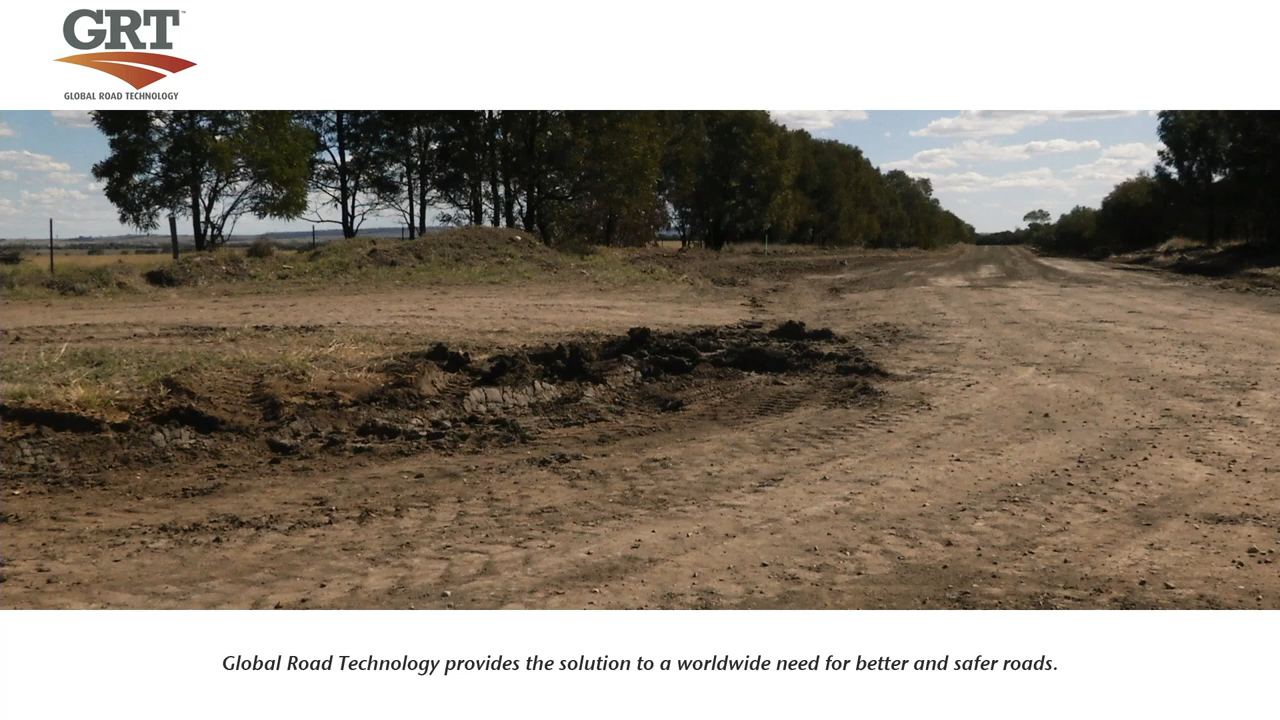 GRT™
GLOBAL ROAD TECHNOLOGY
Global Road Technology provides the solution to a worldwide need for better and safer roads.